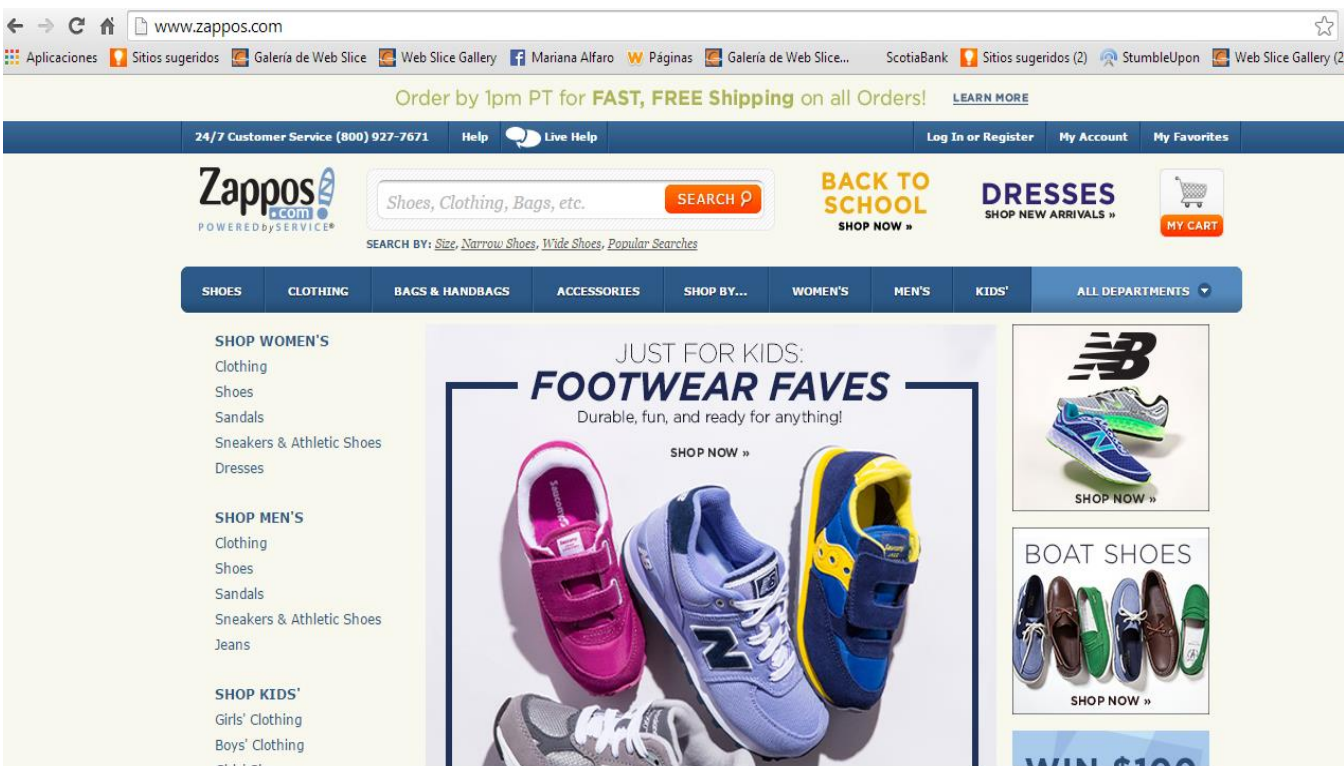 www.zappos.com
Aplicaciones Sitios sugeridos Galería de Web Slice Web Slice Gallery Mariana Alfaro Páginas Galería de Web Slice... ScotiaBank Sitios sugeridos (2) StumbleUpon Web Slice Gallery (2
Order by 1pm PT for FAST, FREE Shipping on all Orders! LEARN MORE
24/7 Customer Service (800) 927-7671 Help Live Help Log In or Register My Account My Favorites
Zappos
.com
POWERED by SERVICE®
Shoes, Clothing, Bags, etc. SEARCH
SEARCH BY: Size, Narrow Shoes, Wide Shoes, Popular Searches
BACK TO
SCHOOL
SHOP NOW »
DRESSES
SHOP NEW ARRIVALS »
MY CART
SHOES CLOTHING BAGS & HANDBAGS ACCESSORIES SHOP BY... WOMEN'S MEN'S KIDS' ALL DEPARTMENTS
SHOP WOMEN'S
Clothing
Shoes
Sandals
Sneakers & Athletic Shoes
Dresses
SHOP MEN'S
Clothing
Shoes
Sandals
Sneakers & Athletic Shoes
Jeans
SHOP KIDS'
Girls' Clothing
Boys' Clothing
JUST FOR KIDS:
FOOTWEAR FAVES
Durable, fun, and ready for anything!
SHOP NOW »
Saucony
N
NB
SHOP NOW »
BOAT SHOES
SHOP NOW »
WIN $100